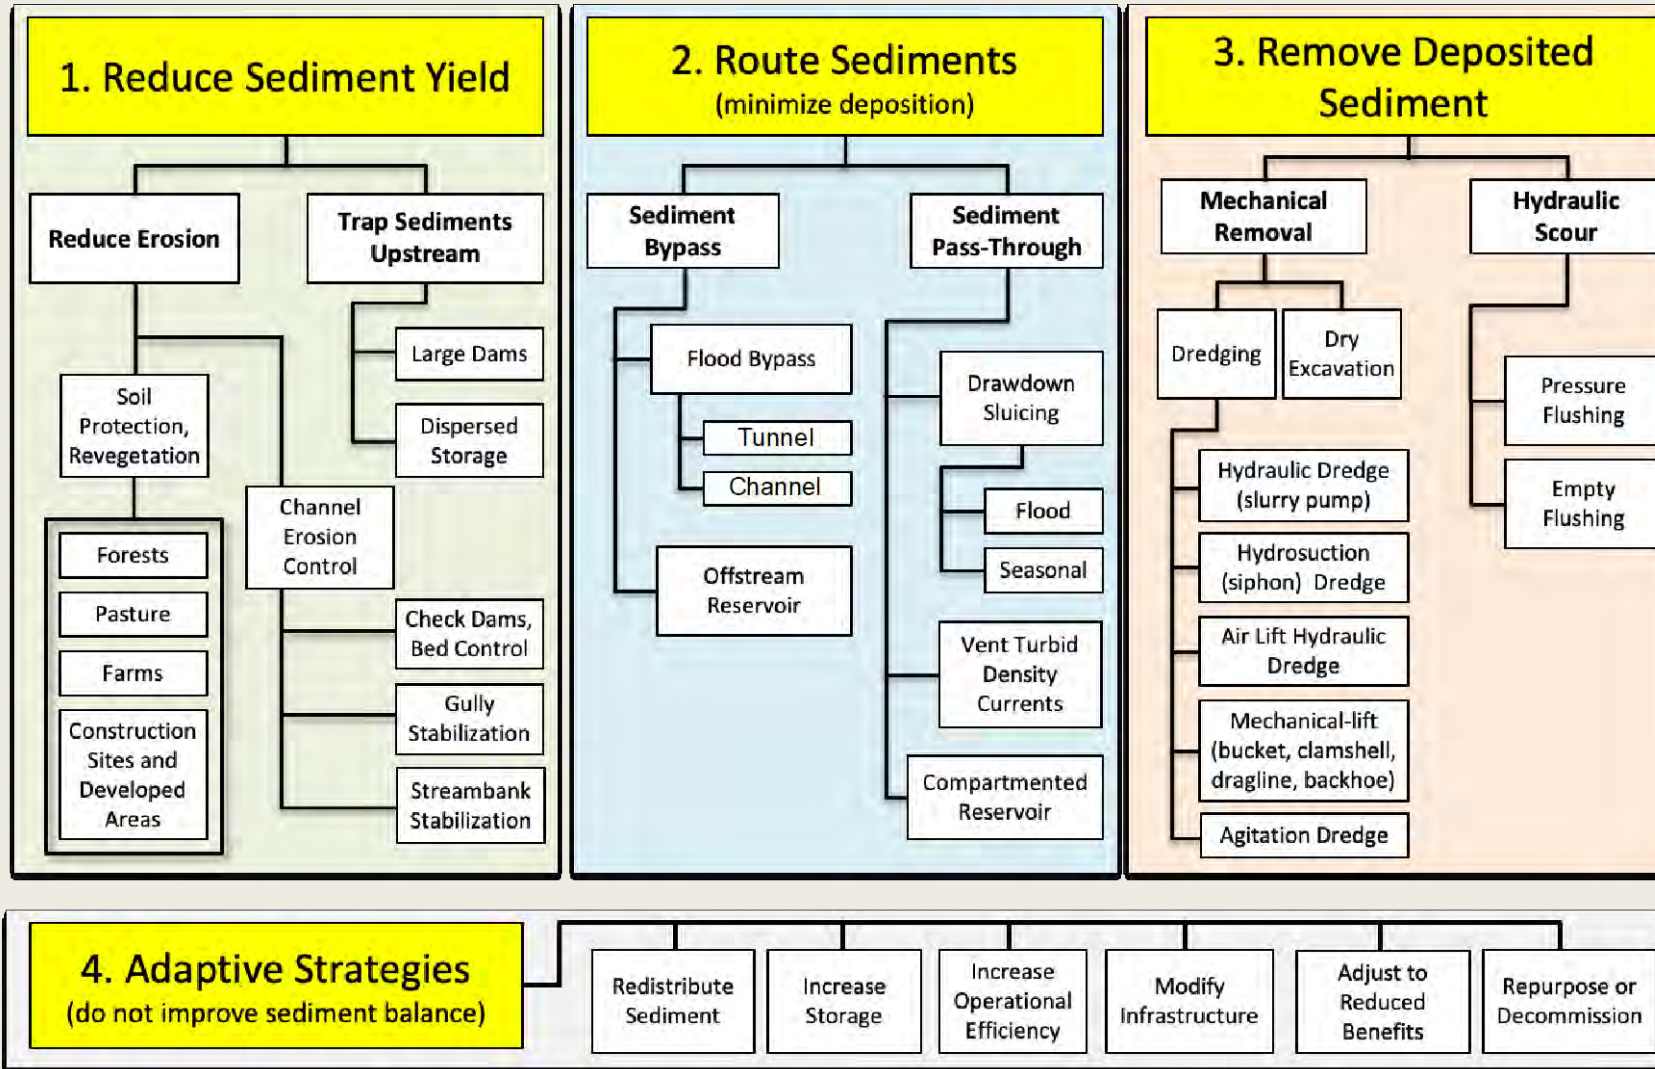 1. Reduce Sediment Yield
Reduce Erosion
Trap Sediments
Upstream
Large Dams
Dispersed
Storage
Soil
Protection,
Revegetation
Forests
Pasture
Farms
Construction
Sites and
Developed
Areas
Channel
Erosion
Control
Check Dams,
Bed Control
Gully
Stabilization
Streambank
Stabilization
2. Route Sediments
(minimize deposition)
Sediment
Bypass
Flood Bypass
Tunnel
Channel
Offstream
Reservoir
Sediment
Pass-Through
Drawdown
Sluicing
Flood
Seasonal
Vent Turbid
Density
Currents
Compartmented
Reservoir
3. Remove Deposited
Sediment
Mechanical
Removal
Dredging
Dry
Excavation
Hydraulic Dredge
(slurry pump)
Hydrosuction
(siphon) Dredge
Air Lift Hydraulic
Dredge
Mechanical-lift
(bucket, clamshell,
dragline, backhoe)
Agitation Dredge
Hydraulic
Scour
Pressure
Flushing
Empty
Flushing
4. Adaptive Strategies
(do not improve sediment balance)
Redistribute
Sediment
Increase
Storage
Increase
Operational
Efficiency
Modify
Infrastructure
Adjust to
Reduced
Benefits
Repurpose or
Decommission